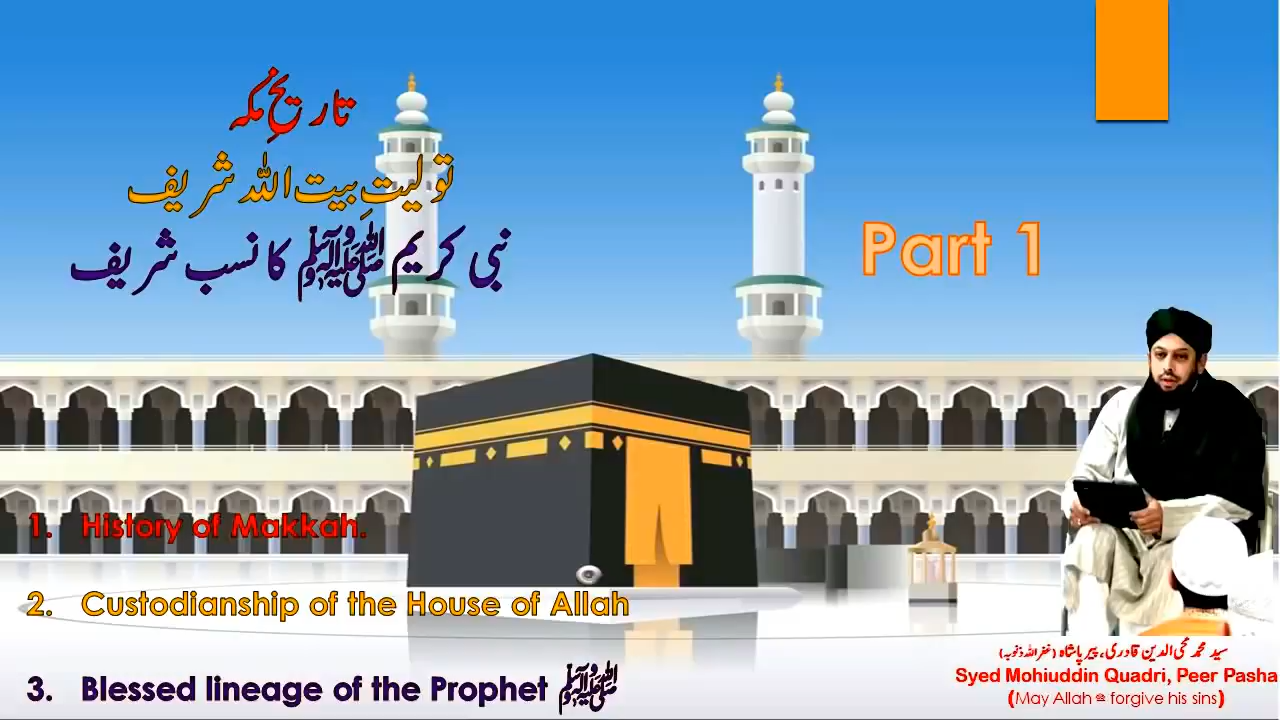 تاریخِ مکہ
تولیتِ بیت اللہ شریف
نبی کریم ﷺ کا نسب شریف
Part 1
1. History of Makkah.
2. Custodianship of the House of Allah
3. Blessed lineage of the Prophet ﷺ
سید محمد محی الدین قادری، پیر پاشاہ (غفر اللہ ذنوبہ)
Syed Mohiuddin Quadri, Peer Pasha
(May Allah ﷻ forgive his sins)